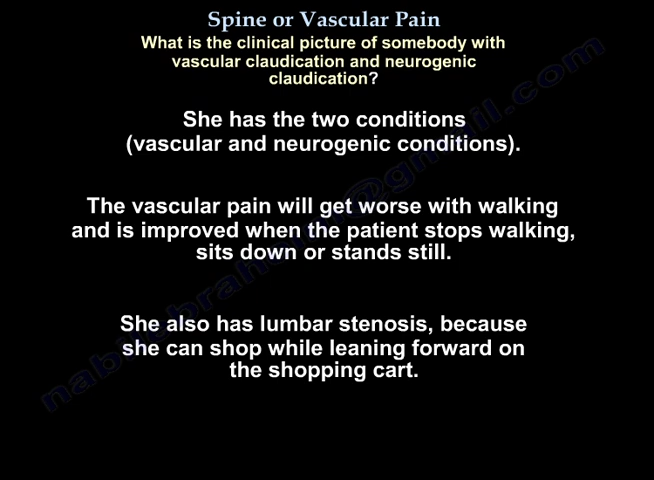 Spine or Vascular Pain
What is the clinical picture of somebody with
vascular claudication and neurogenic
claudication?
She has the two conditions
(vascular and neurogenic conditions).
The vascular pain will get worse with walking
and is improved when the patient stops walking,
sits down or stands still.
She also has lumbar stenosis, because
she can shop while leaning forward on
the shopping cart.